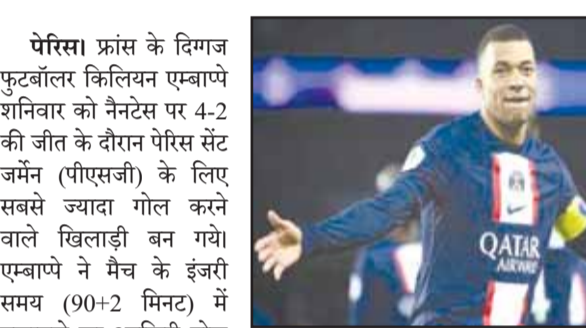 पेरिस। फ्रांस के दिग्गज
फुटबॉलर किलियन एम्बाप्पे
शनिवार को नैनटेस पर 4-2
की जीत के दौरान पेरिस सेंट
जर्मेन (पीएसजी) के लिए
सबसे ज्यादा गोल करने
वाले खिलाड़ी बन गये।
एम्बाप्पे ने मैच के इंजरी
समय (90+2 मिनट) में
QATAR
AIRWAYS